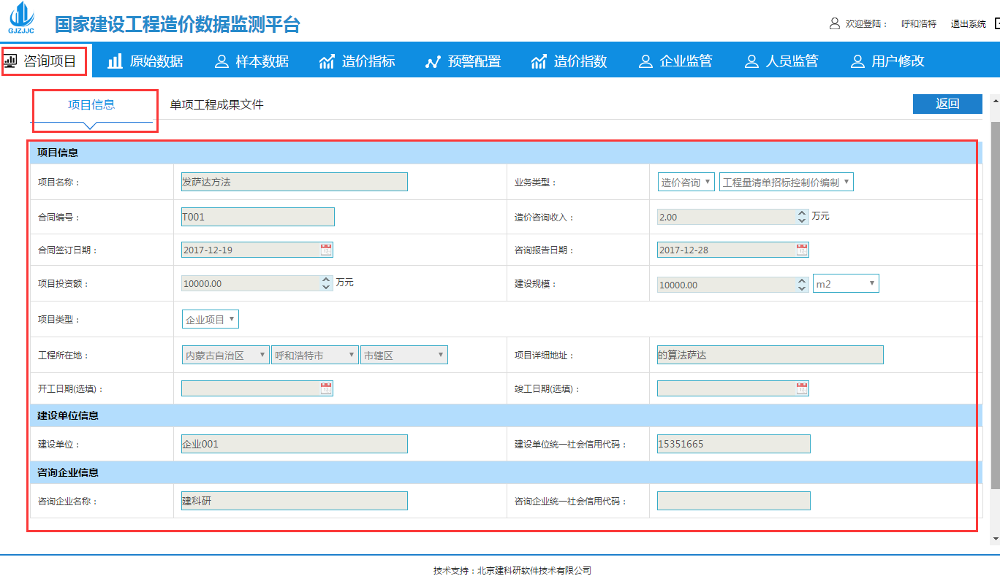 GJZJJC
国家建设工程造价数据监测平台
欢迎登陆： 呼和浩特 退出系统
咨询项目 原始数据 样本数据 造价指标 预警配置 造价指数 企业监管 人员监管 用户修改
项目信息 单项工程成果文件 返回
项目信息
项目名称： 发萨达方法 业务类型： 造价咨询 工程量清单招标控制价编制
合同编号： T001 造价咨询收入： 2.00 万元
合同签订日期： 2017-12-19 咨询报告日期： 2017-12-28
项目投资额： 10000.00 万元 建设规模： 10000.00 m2
项目类型： 企业项目
工程所在地： 内蒙古自治区 呼和浩特市 市辖区 项目详细地址： 的算法萨达
开工日期(选填)： 竣工日期(选填)：
建设单位信息
建设单位： 企业001 建设单位统一社会信用代码： 15351665
咨询企业信息
咨询企业名称： 建科研 咨询企业统一社会信用代码：
技术支持：北京建科研软件技术有限公司